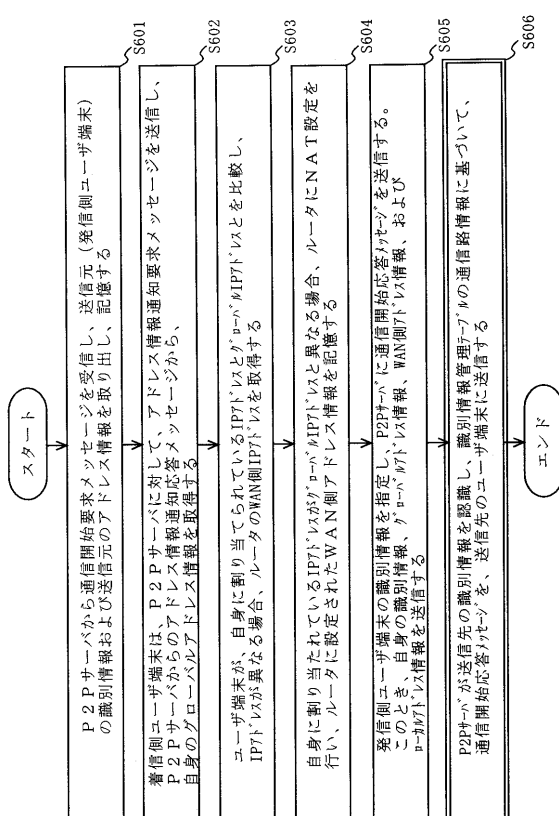 スタート
P2Pサーバから通信開始要求メッセージを受信し、送信元(発信側ユーザ端末)
の識別情報および送信元のアドレス情報を取り出し、記憶する
S601
着信側ユーザ端末は、P2Pサーバに対して、アドレス情報通知要求メッセージを送信し、
P2Pサーバからのアドレス情報通知応答メッセージから、
自身のグローバルアドレス情報を取得する
S602
ユーザ端末が、自身に割り当てられているIPアドレスとグローバルIPアドレスとを比較し、
IPアドレスが異なる場合、ルータのWAN側IPアドレスを取得する
S603
自身に割り当たれているIPアドレスがグローバルIPアドレスと異なる場合、ルータにNAT設定を
行い、ルータに設定されたWAN側アドレス情報を記憶する
S604
発信側ユーザ端末の識別情報を指定し、P2Pサーバに通信開始応答メッセージを送信する。
このとき、自身の識別情報、グローバルアドレス情報、WAN側アドレス情報、および
ローカルアドレス情報を送信する
S605
P2Pサーバが送信先の識別情報を認識し、識別情報管理テーブルの通信路情報に基づいて、
通信開始応答メッセージを、送信先のユーザ端末に送信する
S606
エンド